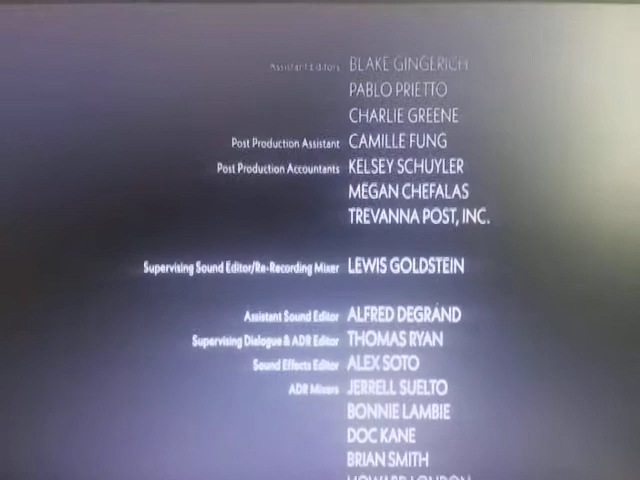 Assistant Editors BLAKE GINGERICH
PABLO PRIETTO
CHARLIE GREENE
Post Production Assistant CAMILLE FUNG
Post Production Accountants KELSEY SCHUYLER
MEGAN CHEFALAS
TREVANNA POST, INC.
Supervising Sound Editor/Re-Recording Mixer LEWIS GOLDSTEIN
Assistant Sound Editor ALFRED DEGRAND
Supervising Dialogue & ADR Editor THOMAS RYAN
Sound Effects Editor ALEX SOTO
ADR Mixers JERRELL SUELTO
BONNIE LAMBIE
DOC KANE
BRIAN SMITH